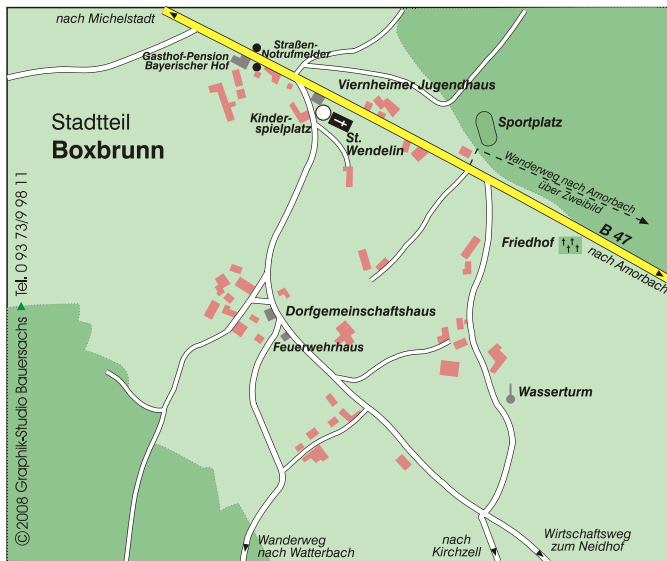 nach Michelstadt
Straßen-
Notrufmelder
Gasthof-Pension
Bayerischer Hof
Viernheimer Jugendhaus
Stadtteil
Boxbrunn
Kinder-
spielplatz
St.
Wendelin
Sportplatz
Wanderweg nach Amorbach
über Zweibild
B 47
Friedhof
nach Amorbach
Dorfgemeinschaftshaus
Feuerwehrhaus
Wasserturm
Wanderweg
nach Watterbach
nach
Kirchzell
Wirtschaftsweg
zum Neidhof
©2008 Graphik-Studio Bauersachs ▲ Tel. 0 93 73/9 98 11